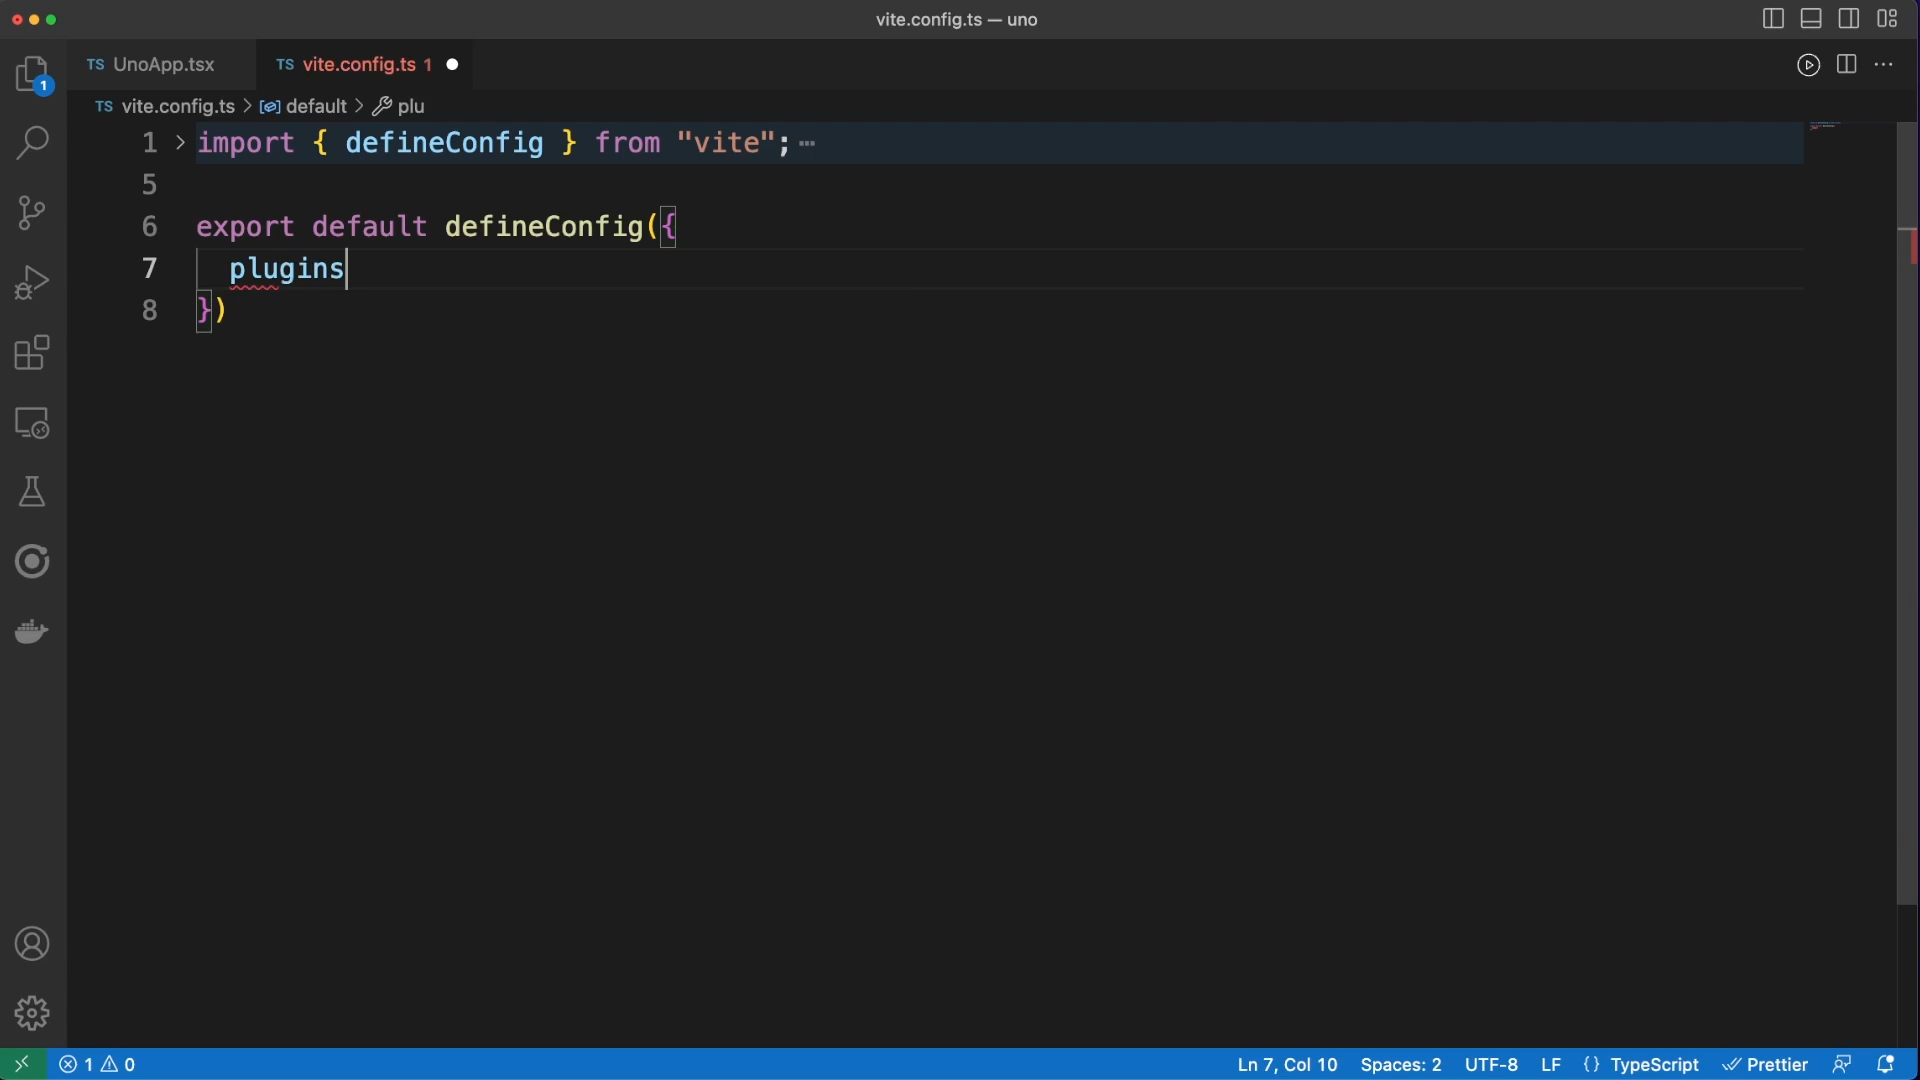 vite.config.ts — uno
TS UnoApp.tsx
TS vite.config.ts 1
TS vite.config.ts > default > plu
1 import { defineConfig } from "vite";
5
6 export default defineConfig({
7 plugins
8 })
1
1 0
Ln 7, Col 10 Spaces: 2 UTF-8 LF {} TypeScript Prettier